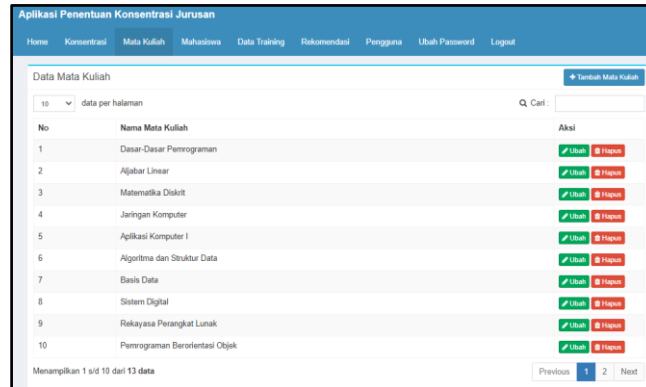 Aplikasi Penentuan Konsentrasi Jurusan
Home Konsentrasi Mata Kuliah Mahasiswa Data Training Rekomendasi Pengguna Ubah Password Logout
Data Mata Kuliah + Tambah Mata Kuliah
10 data per halaman Cari :
No Nama Mata Kuliah Aksi
1 Dasar-Dasar Pemrograman Ubah Hapus
2 Aljabar Linear Ubah Hapus
3 Matematika Diskrit Ubah Hapus
4 Jaringan Komputer Ubah Hapus
5 Aplikasi Komputer I Ubah Hapus
6 Algoritma dan Struktur Data Ubah Hapus
7 Basis Data Ubah Hapus
8 Sistem Digital Ubah Hapus
9 Rekayasa Perangkat Lunak Ubah Hapus
10 Pemrograman Berorientasi Objek Ubah Hapus
Menampilkan 1 s/d 10 dari 13 data Previous 1 2 Next